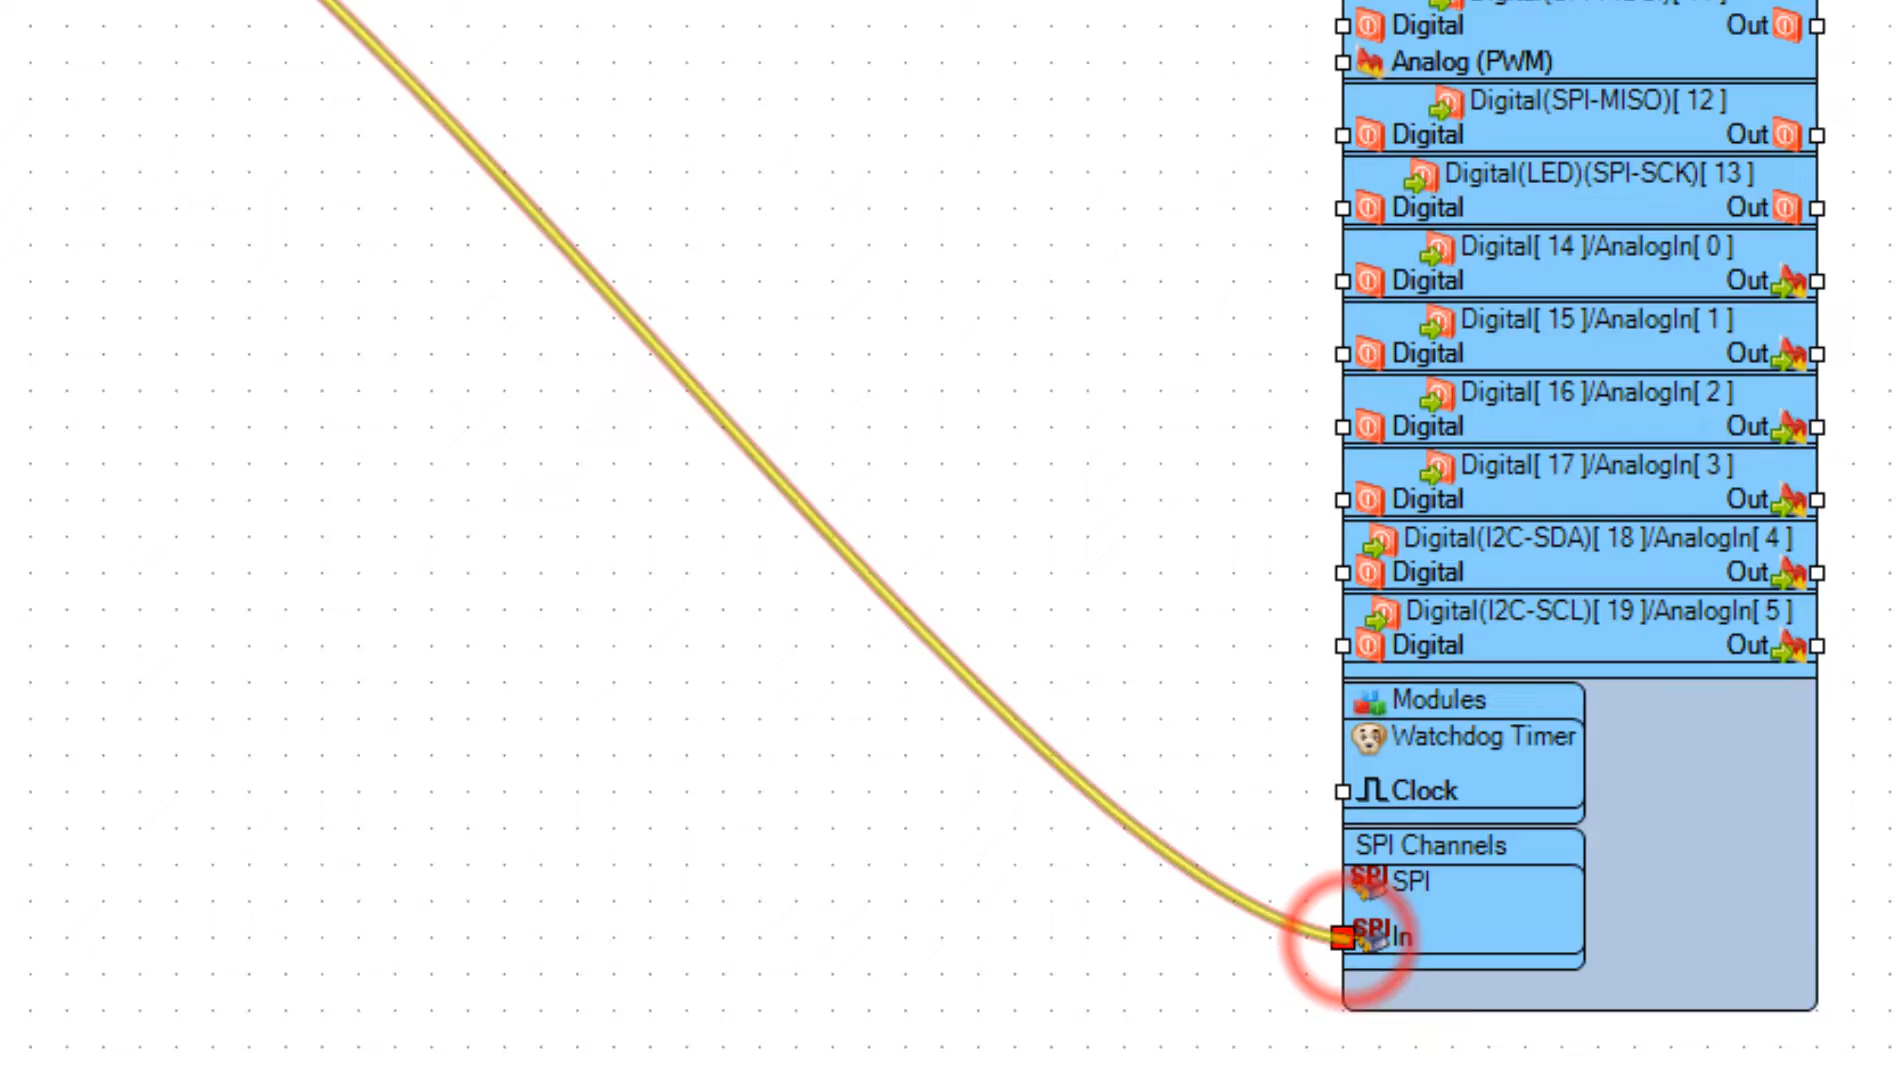 Digital Out
Analog (PWM)
Digital(SPI-MISO)[ 12 ]
Digital Out
Digital(LED)(SPI-SCK)[ 13 ]
Digital Out
Digital[ 14 ]/AnalogIn[ 0 ]
Digital Out
Digital[ 15 ]/AnalogIn[ 1 ]
Digital Out
Digital[ 16 ]/AnalogIn[ 2 ]
Digital Out
Digital[ 17 ]/AnalogIn[ 3 ]
Digital Out
Digital(I2C-SDA)[ 18 ]/AnalogIn[ 4 ]
Digital Out
Digital(I2C-SCL)[ 19 ]/AnalogIn[ 5 ]
Digital Out
Modules
Watchdog Timer
Clock
SPI Channels
SPI SPI
SPI In